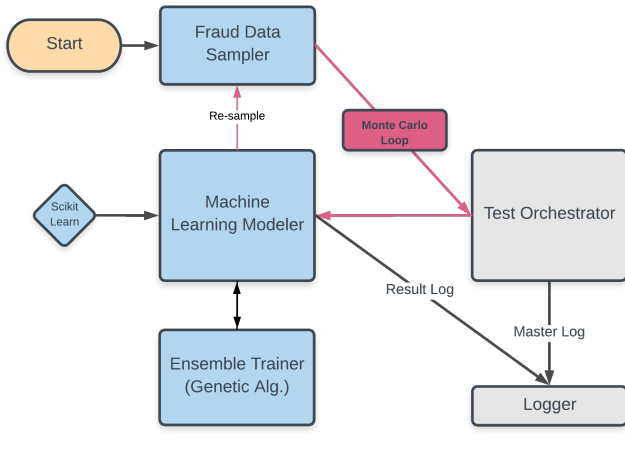 Start
Fraud Data
Sampler
Re-sample
Monte Carlo
Loop
Scikit
Learn
Machine
Learning Modeler
Test Orchestrator
Result Log
Master Log
Ensemble Trainer
(Genetic Alg.)
Logger